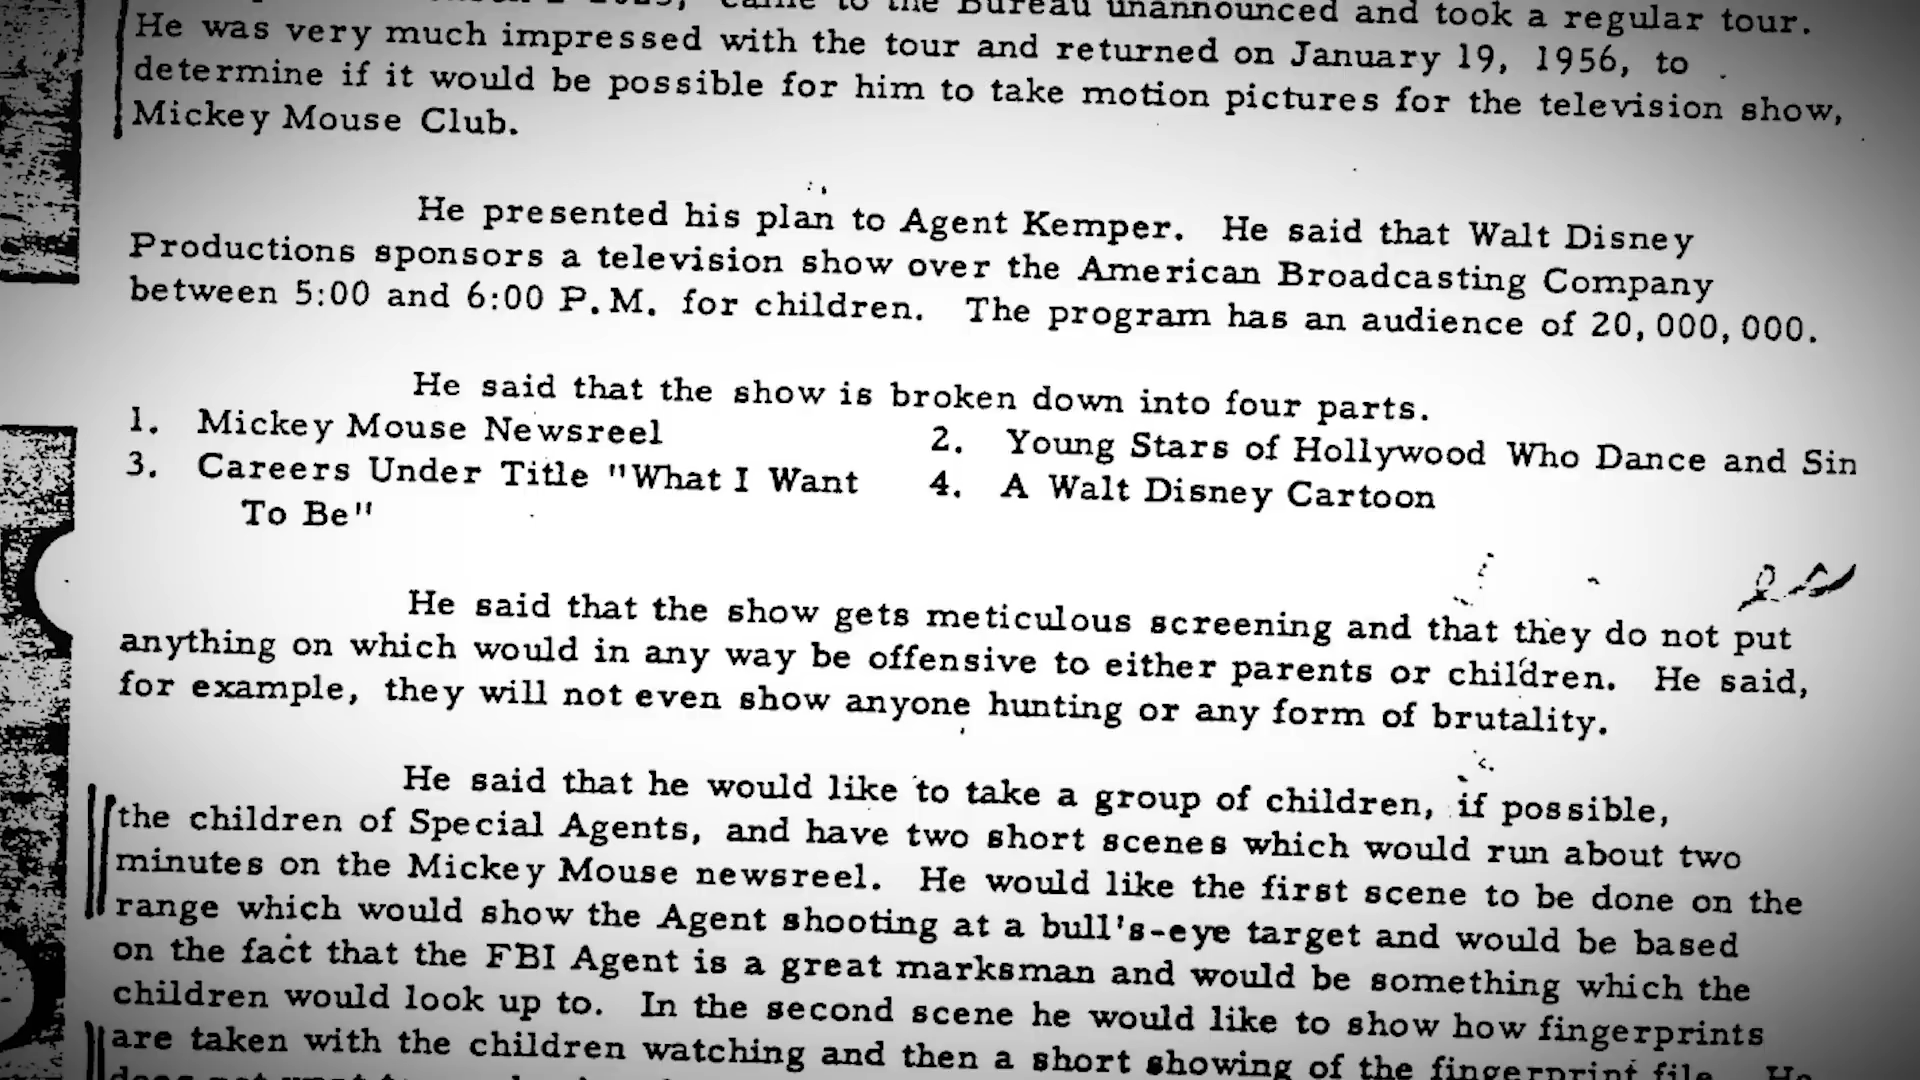 came to the Bureau unannounced and took a regular tour.
He was very much impressed with the tour and returned on January 19, 1956, to
determine if it would be possible for him to take motion pictures for the television show,
Mickey Mouse Club.
He presented his plan to Agent Kemper. He said that Walt Disney
Productions sponsors a television show over the American Broadcasting Company
between 5:00 and 6:00 P.M. for children. The program has an audience of 20,000,000.
He said that the show is broken down into four parts.
1. Mickey Mouse Newsreel 2. Young Stars of Hollywood Who Dance and Sin
3. Careers Under Title "What I Want 4. A Walt Disney Cartoon
To Be"
He said that the show gets meticulous screening and that they do not put
anything on which would in any way be offensive to either parents or children. He said,
for example, they will not even show anyone hunting or any form of brutality.
He said that he would like to take a group of children, if possible,
the children of Special Agents, and have two short scenes which would run about two
minutes on the Mickey Mouse newsreel. He would like the first scene to be done on the
range which would show the Agent shooting at a bull's-eye target and would be based
on the fact that the FBI Agent is a great marksman and would be something which the
children would look up to. In the second scene he would like to show how fingerprints
are taken with the children watching and then a short showing of the fingerprint file. He